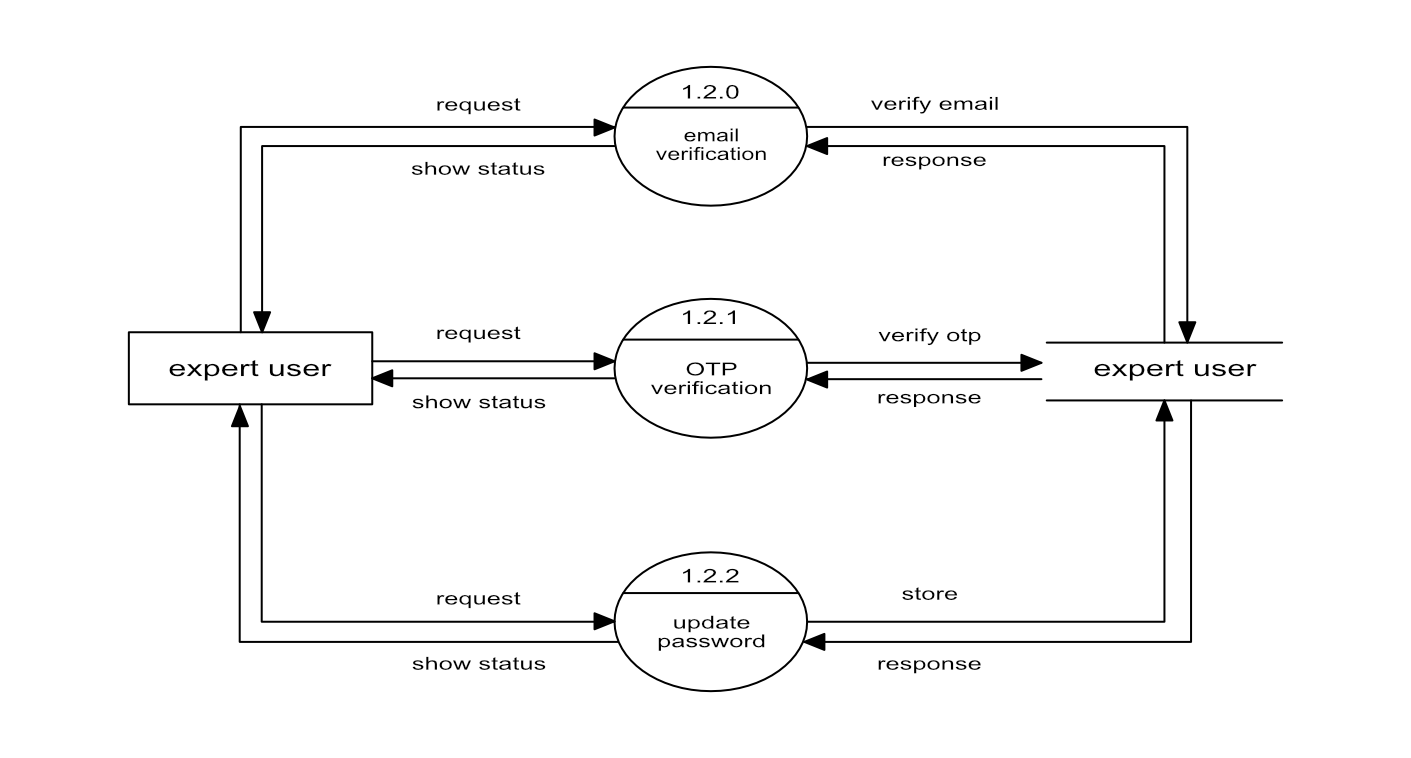 1.2.0
request
verify email
email
verification
show status
response
1.2.1
request
verify otp
expert user
OTP
verification
expert user
show status
response
1.2.2
request
store
update
password
show status
response